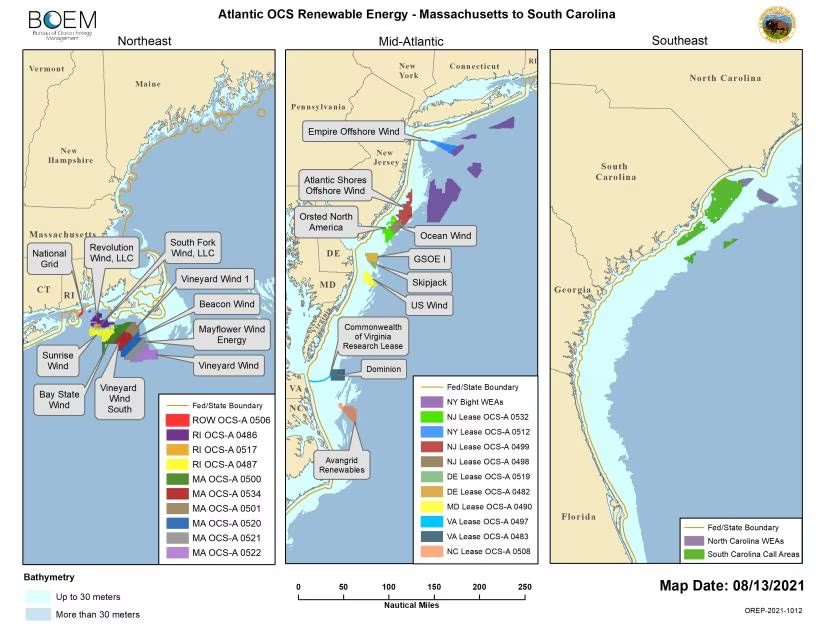 BOEM
Bureau of Ocean Energy
Management
Atlantic OCS Renewable Energy - Massachusetts to South Carolina
Northeast
Vermont
Maine
New
Hampshire
Massachusetts
CT
RI
National
Grid
Revolution
Wind, LLC
South Fork
Wind, LLC
Vineyard Wind 1
Beacon Wind
Mayflower Wind
Energy
Vineyard Wind
Sunrise
Wind
Bay State
Wind
Vineyard
Wind
South
Fed/State Boundary
ROW OCS-A 0506
RI OCS-A 0486
RI OCS-A 0517
RI OCS-A 0487
MA OCS-A 0500
MA OCS-A 0534
MA OCS-A 0501
MA OCS-A 0520
MA OCS-A 0521
MA OCS-A 0522
Mid-Atlantic
New
York
Connecticut
RI
Pennsylvania
New
Jersey
DE
MD
Virginia
VA
NC
Empire Offshore Wind
Atlantic Shores
Offshore Wind
Orsted North
America
Ocean Wind
GSOE I
Skipjack
US Wind
Commonwealth
of Virginia
Research Lease
Dominion
Avangrid
Renewables
Fed/State Boundary
NY Bight WEAs
NJ Lease OCS-A 0532
NY Lease OCS-A 0512
NJ Lease OCS-A 0499
NJ Lease OCS-A 0498
DE Lease OCS-A 0519
DE Lease OCS-A 0482
MD Lease OCS-A 0490
VA Lease OCS-A 0497
VA Lease OCS-A 0483
NC Lease OCS-A 0508
Southeast
North Carolina
South
Carolina
Georgia
Florida
Fed/State Boundary
North Carolina WEAs
South Carolina Call Areas
Bathymetry
Up to 30 meters
More than 30 meters
0 50 100 150 200 250
Nautical Miles
Map Date: 08/13/2021
OREP-2021-1012